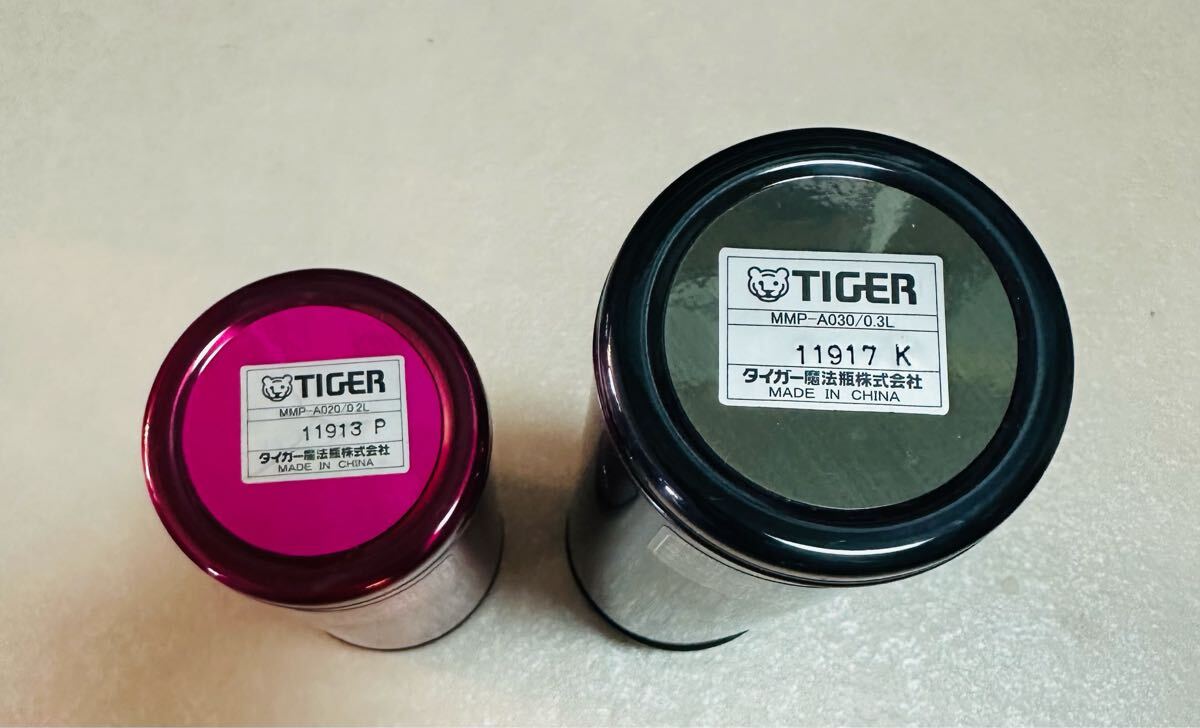 TIGER
MMP-A020/0.2L
11913 P
タイガー魔法瓶株式会社
MADE IN CHINA
TIGER
MMP-A030/0.3L
11917 K
タイガー魔法瓶株式会社
MADE IN CHINA